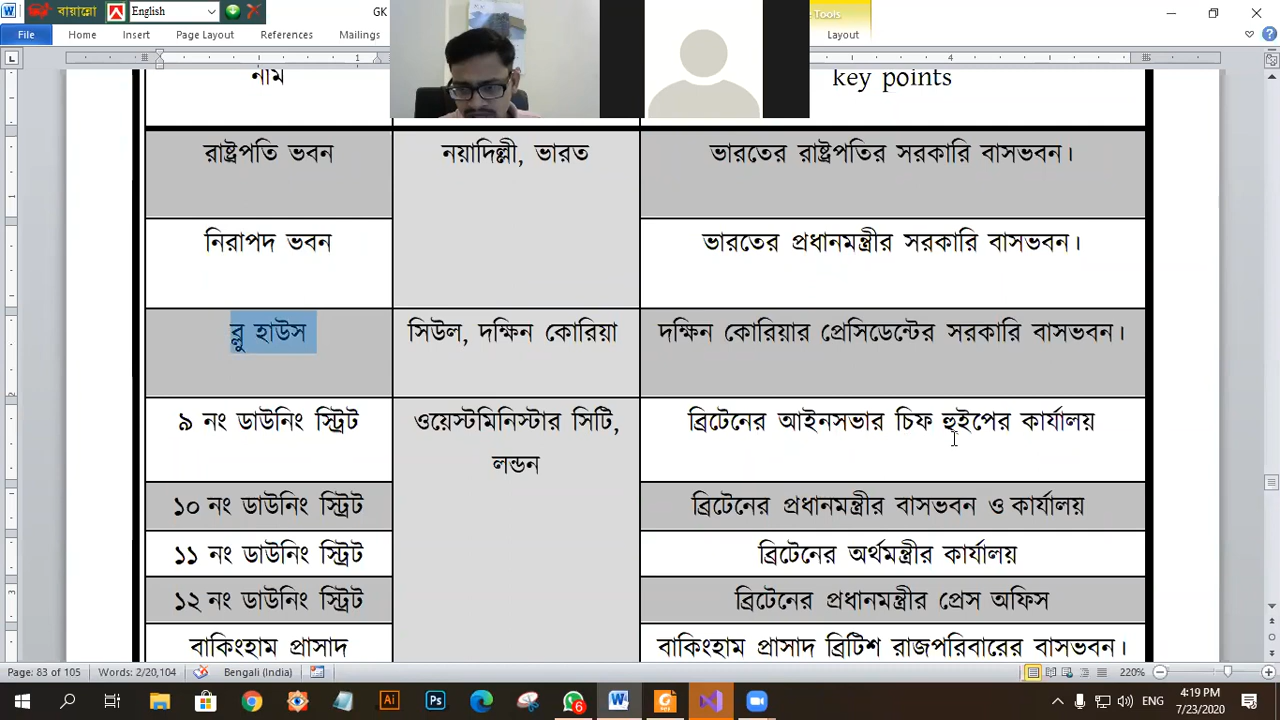 বায়ান্নো
English
GK
e Tools
File
Home
Insert
Page Layout
References
Mailings
Layout
নাম
key points
রাষ্ট্রপতি ভবন
নয়াদিল্লী, ভারত
ভারতের রাষ্ট্রপতির সরকারি বাসভবন।
নিরাপদ ভবন
ভারতের প্রধানমন্ত্রীর সরকারি বাসভবন।
ব্লু হাউস
সিউল, দক্ষিন কোরিয়া
দক্ষিন কোরিয়ার প্রেসিডেন্টের সরকারি বাসভবন।
৯ নং ডাউনিং স্ট্রিট
ওয়েস্টমিনিস্টার সিটি,
লন্ডন
ব্রিটেনের আইনসভার চিফ হুইপের কার্যালয়
১০ নং ডাউনিং স্ট্রিট
ব্রিটেনের প্রধানমন্ত্রীর বাসভবন ও কার্যালয়
১১ নং ডাউনিং স্ট্রিট
ব্রিটেনের অর্থমন্ত্রীর কার্যালয়
১২ নং ডাউনিং স্ট্রিট
ব্রিটেনের প্রধানমন্ত্রীর প্রেস অফিস
বাকিংহাম প্রাসাদ
বাকিংহাম প্রাসাদ ব্রিটিশ রাজপরিবারের বাসভবন।
Page: 83 of 105
Words: 2/20,104
Bengali (India)
220%
ENG
4:19 PM
7/23/2020